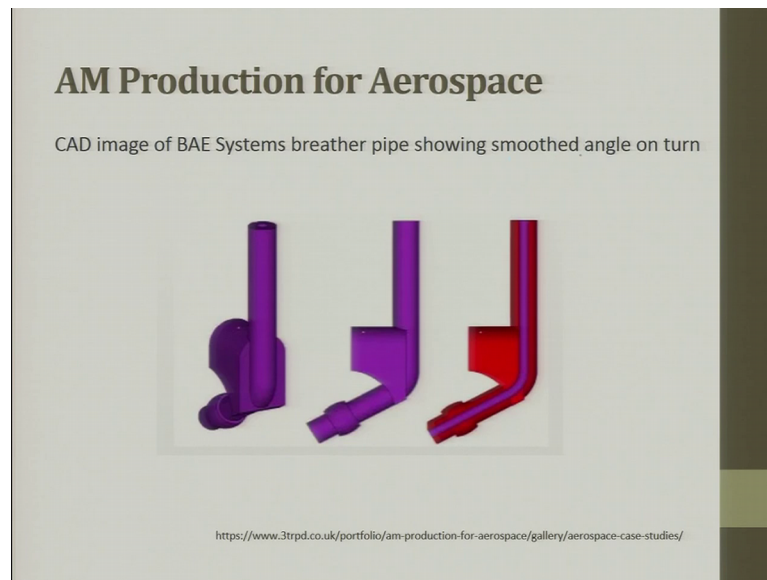 AM Production for Aerospace
CAD image of BAE Systems breather pipe showing smoothed angle on turn
https://www.3trpd.co.uk/portfolio/am-production-for-aerospace/gallery/aerospace-case-studies/